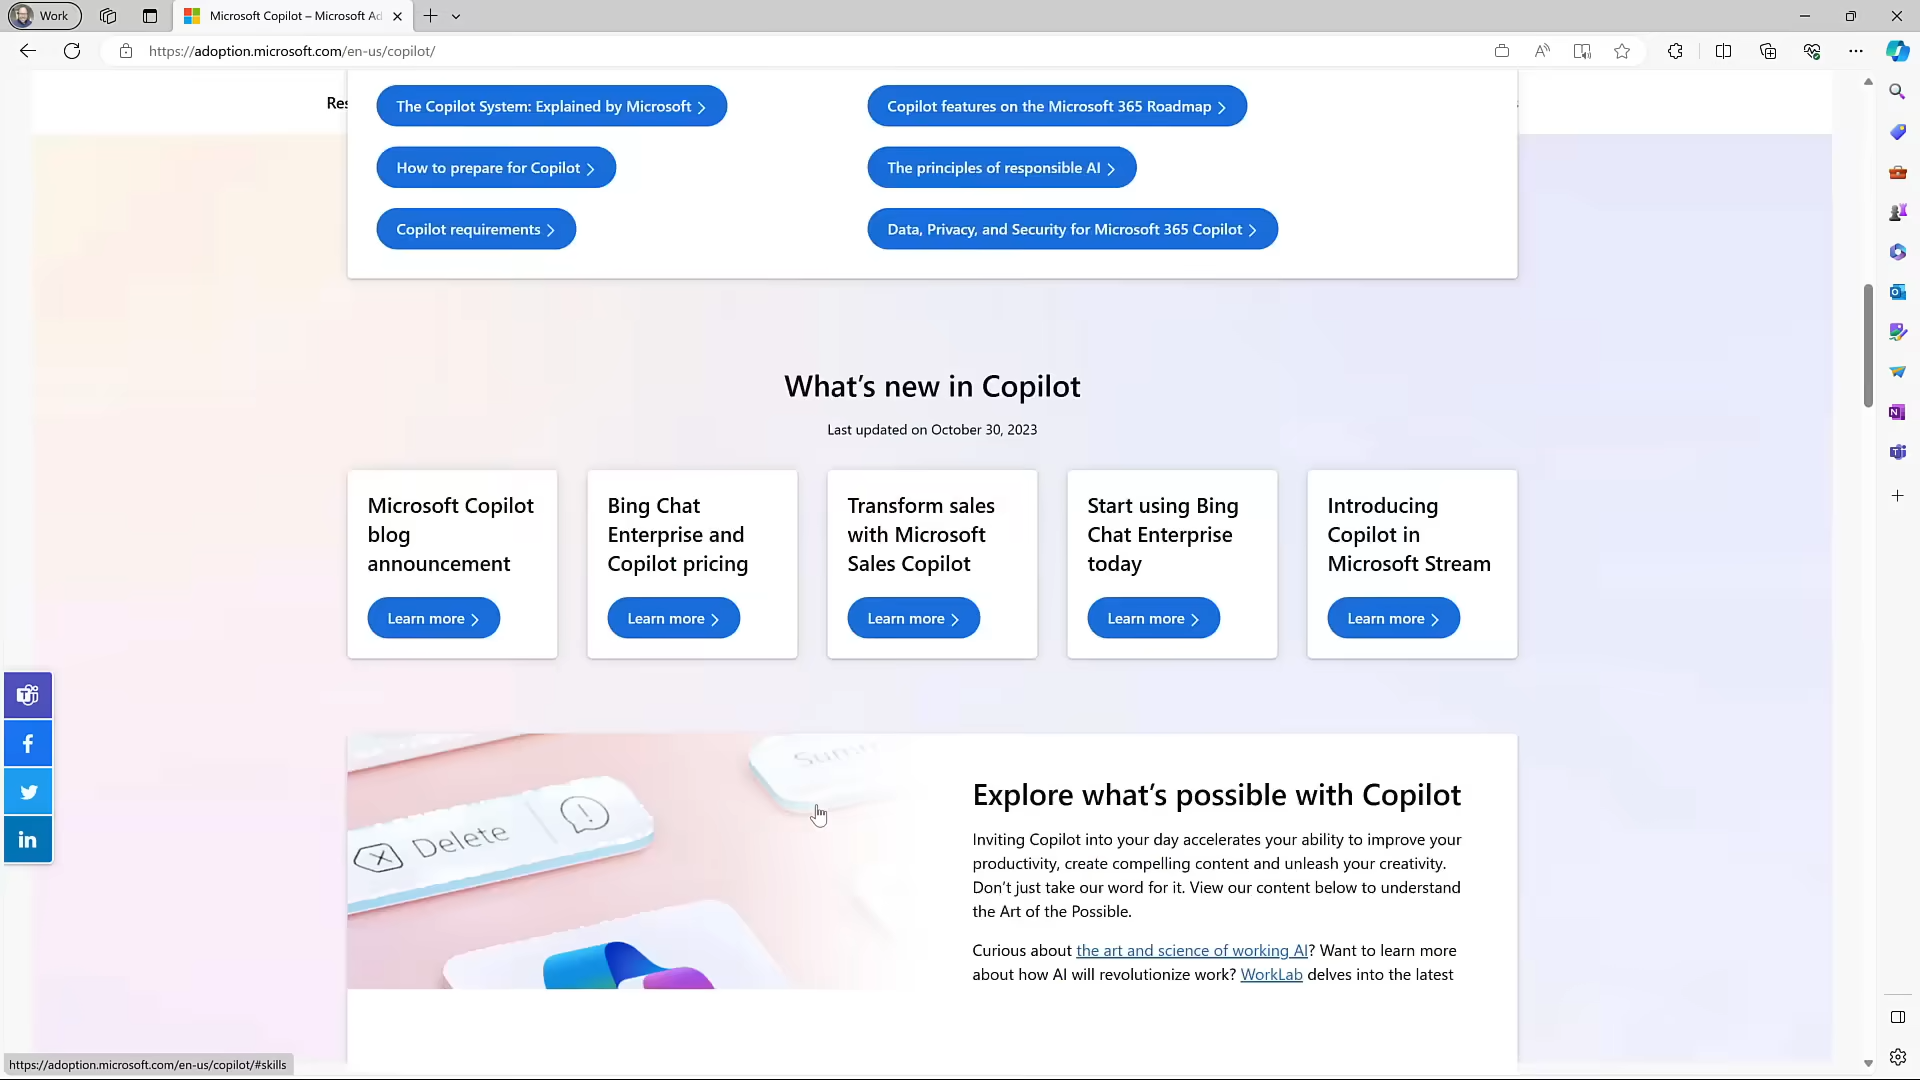 Work
Microsoft Copilot – Microsoft Ad
https://adoption.microsoft.com/en-us/copilot/
Res
The Copilot System: Explained by Microsoft
Copilot features on the Microsoft 365 Roadmap
How to prepare for Copilot
The principles of responsible AI
Copilot requirements
Data, Privacy, and Security for Microsoft 365 Copilot
What's new in Copilot
Last updated on October 30, 2023
Microsoft Copilot
blog
announcement
Learn more
Bing Chat
Enterprise and
Copilot pricing
Learn more
Transform sales
with Microsoft
Sales Copilot
Learn more
Start using Bing
Chat Enterprise
today
Learn more
Introducing
Copilot in
Microsoft Stream
Learn more
Delete
Explore what's possible with Copilot
Inviting Copilot into your day accelerates your ability to improve your
productivity, create compelling content and unleash your creativity.
Don't just take our word for it. View our content below to understand
the Art of the Possible.
Curious about the art and science of working AI? Want to learn more
about how AI will revolutionize work? WorkLab delves into the latest
https://adoption.microsoft.com/en-us/copilot/#skills